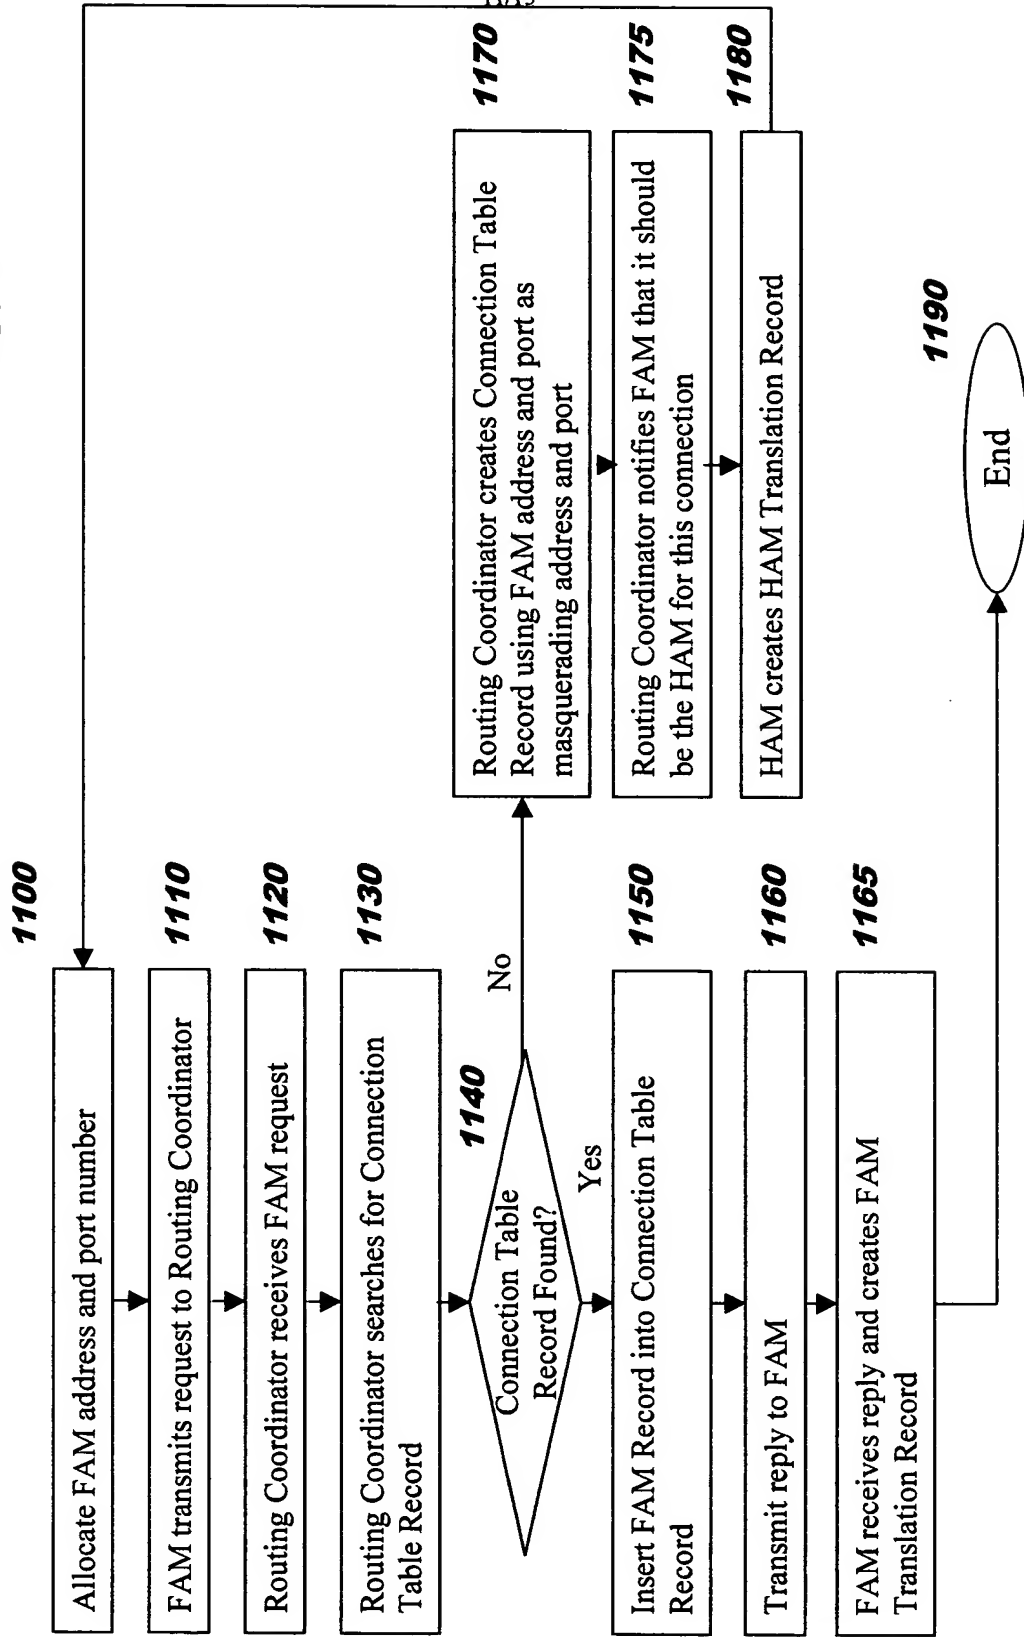 1100
Allocate FAM address and port number
1110
FAM transmits request to Routing Coordinator
1120
Routing Coordinator receives FAM request
1130
Routing Coordinator searches for Connection
Table Record
1140
Connection Table
Record Found?
No
Yes
1150
Insert FAM Record into Connection Table
Record
1160
Transmit reply to FAM
1165
FAM receives reply and creates FAM
Translation Record
1170
Routing Coordinator creates Connection Table
Record using FAM address and port as
masquerading address and port
1175
Routing Coordinator notifies FAM that it should
be the HAM for this connection
1180
HAM creates HAM Translation Record
1190
End